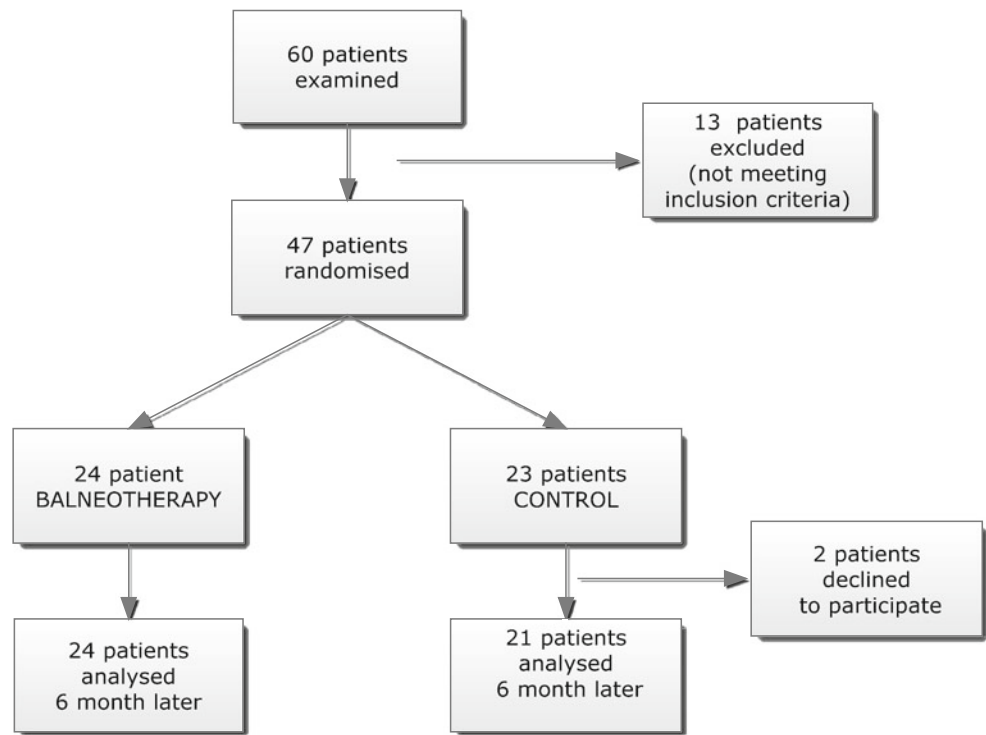 60 patients
examined
13 patients
excluded
(not meeting
inclusion criteria)
47 patients
randomised
24 patient
BALNEOTHERAPY
23 patients
CONTROL
2 patients
declined
to participate
24 patients
analysed
6 month later
21 patients
analysed
6 month later